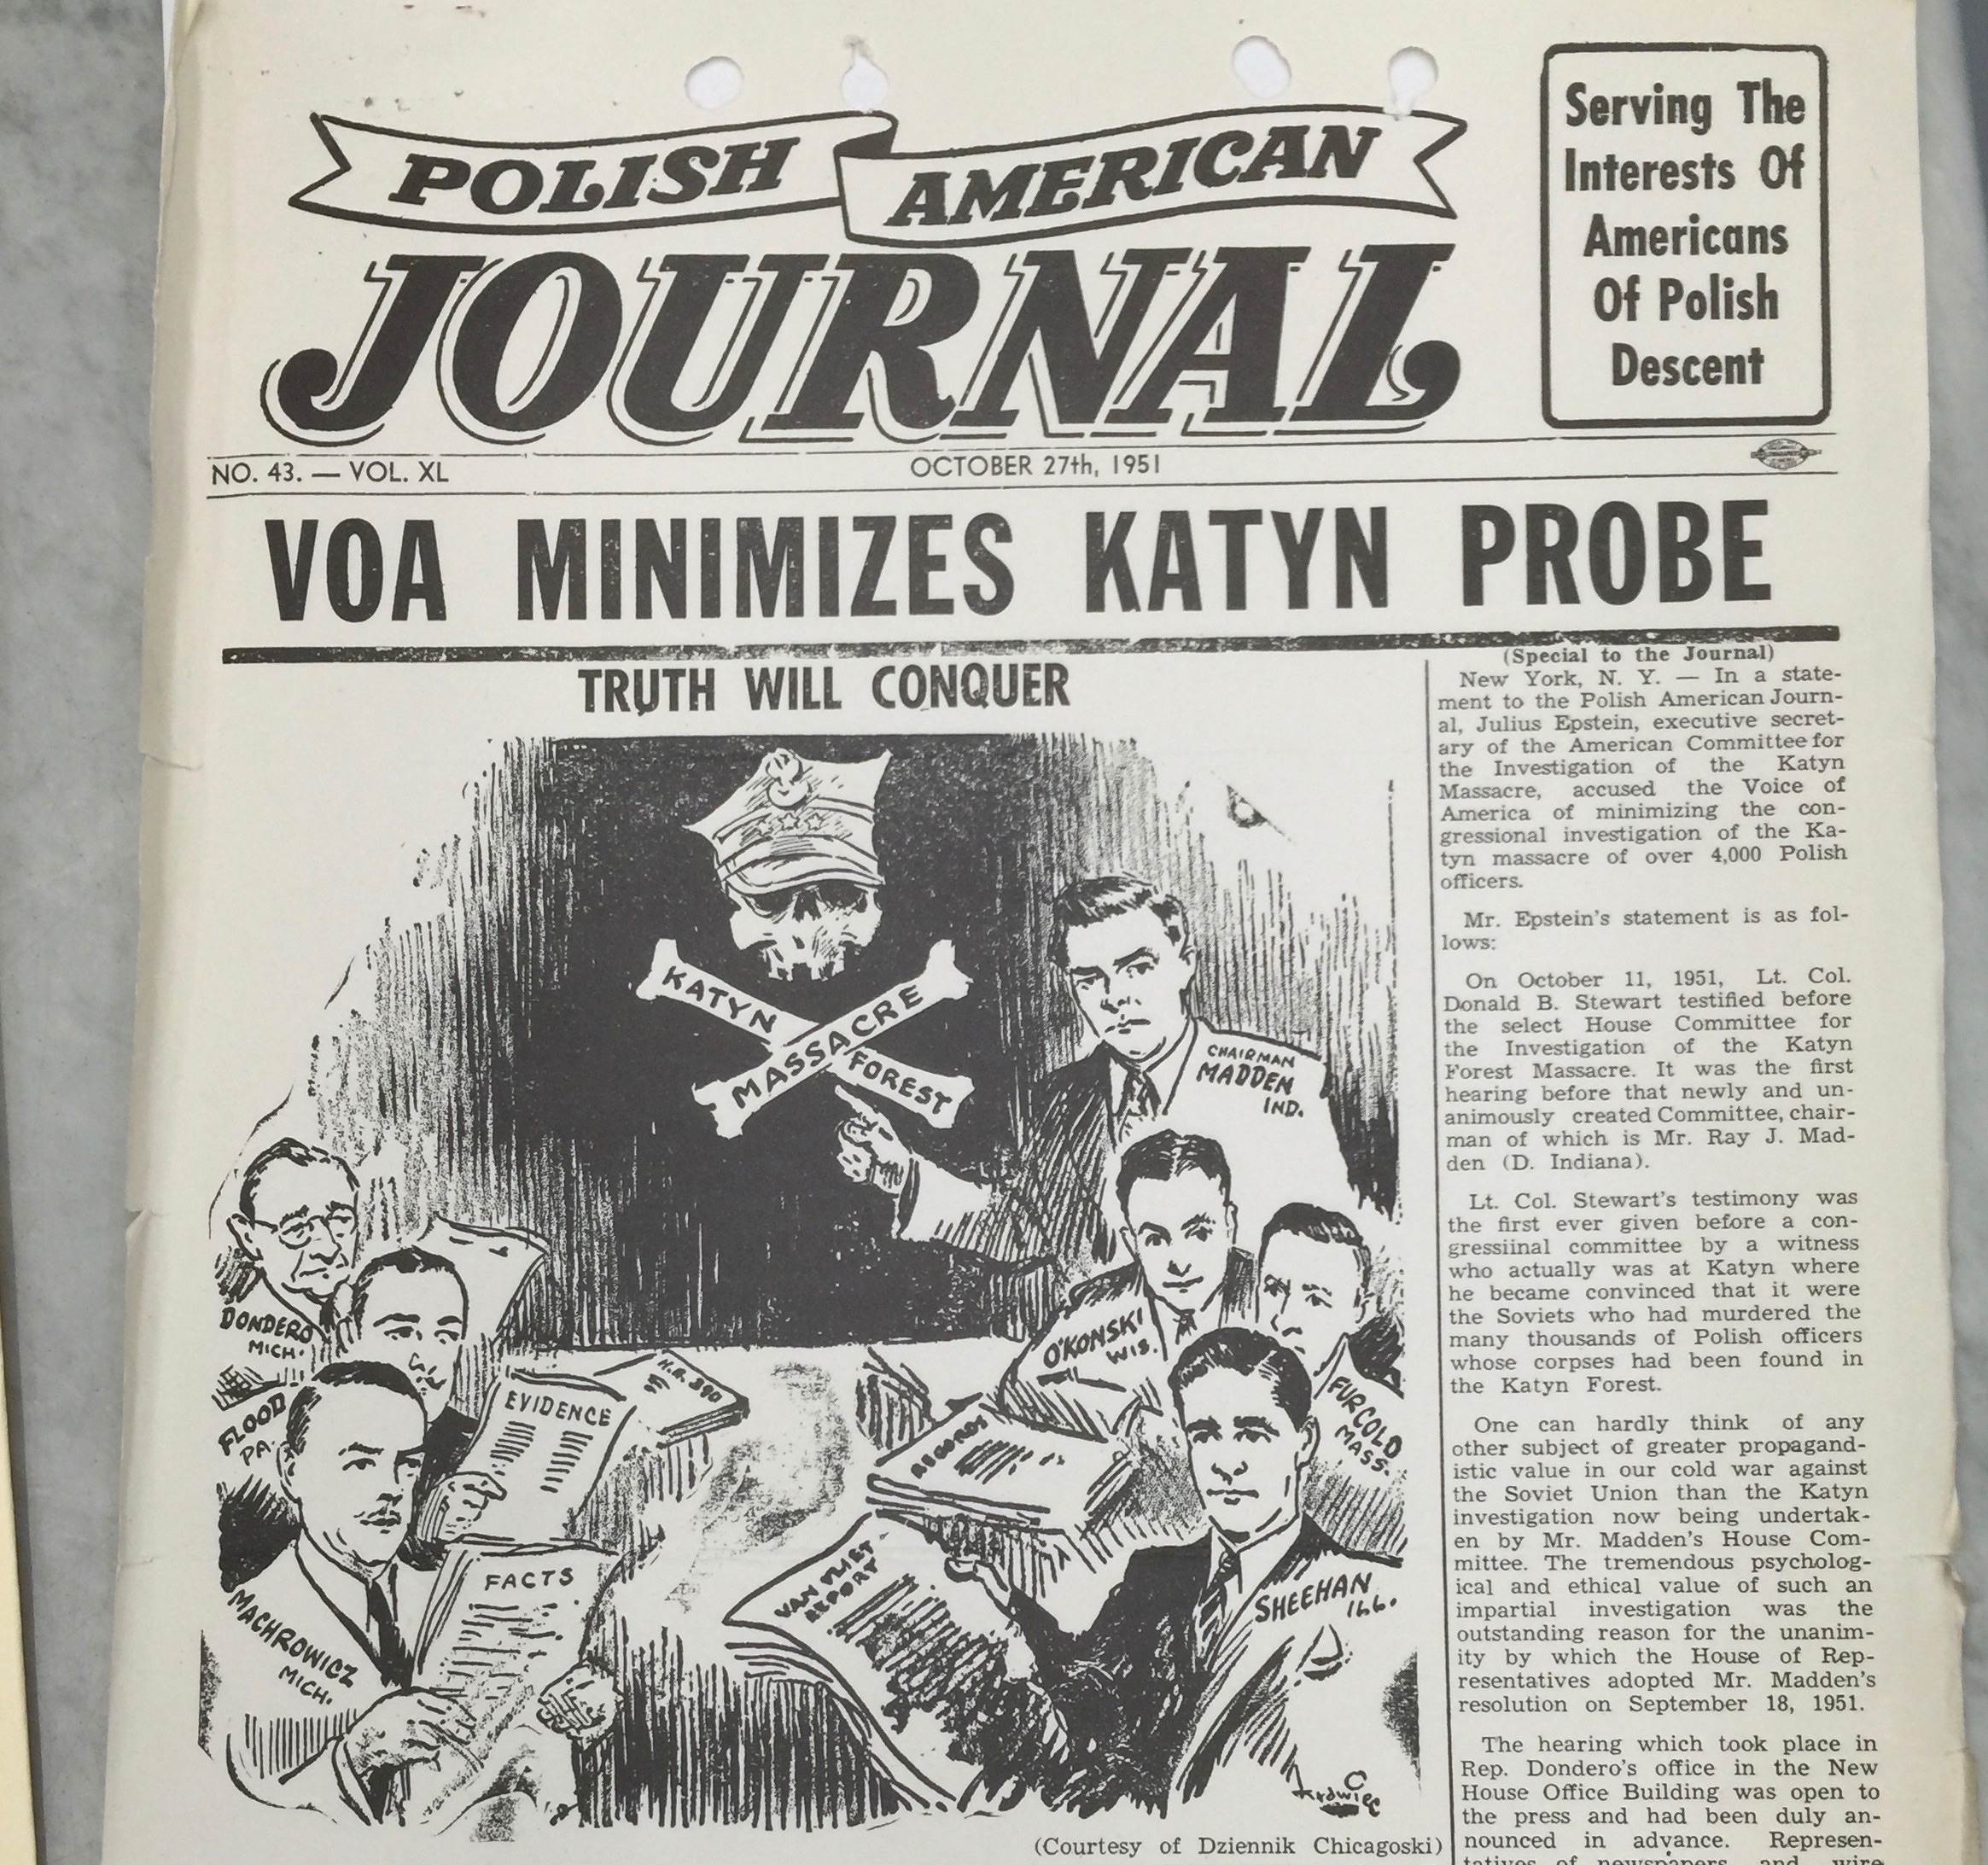 POLISH AMERICAN
JOURNAL
Serving The
Interests Of
Americans
Of Polish
Descent
NO. 43. — VOL. XL
OCTOBER 27th, 1951
VOA MINIMIZES KATYN PROBE
TRUTH WILL CONQUER
KATYN
FOREST
MASSACRE
CHAIRMAN
MADDEN
IND.
DONDERO
MICH.
FLOOD
PA.
EVIDENCE
H.R. 390
O'KONSKI
WIS.
FURCOLO
MASS.
RECORDS
MACHROWICZ
MICH.
FACTS
VAN VLIET
REPORT
SHEEHAN
ILL.
(Courtesy of Dziennik Chicagoski)
(Special to the Journal)
New York, N. Y. — In a state-
ment to the Polish American Journ-
al, Julius Epstein, executive secret-
ary of the American Committee for
the Investigation of the Katyn
Massacre, accused the Voice of
America of minimizing the con-
gressional investigation of the Ka-
tyn massacre of over 4,000 Polish
officers.
Mr. Epstein's statement is as fol-
lows:
On October 11, 1951, Lt. Col.
Donald B. Stewart testified before
the select House Committee for
the Investigation of the Katyn
Forest Massacre. It was the first
hearing before that newly and un-
animously created Committee, chair-
man of which is Mr. Ray J. Mad-
den (D. Indiana).
Lt. Col. Stewart's testimony was
the first ever given before a con-
gressiinal committee by a witness
who actually was at Katyn where
he became convinced that it were
the Soviets who had murdered the
many thousands of Polish officers
whose corpses had been found in
the Katyn Forest.
One can hardly think of any
other subject of greater propagand-
istic value in our cold war against
the Soviet Union than the Katyn
investigation now being undertak-
en by Mr. Madden's House Com-
mittee. The tremendous psycholog-
ical and ethical value of such an
impartial investigation was the
outstanding reason for the unanim-
ity by which the House of Rep-
resentatives adopted Mr. Madden's
resolution on September 18, 1951.
The hearing which took place in
Rep. Dondero's office in the New
House Office Building was open to
the press and had been duly an-
nounced in advance. Represen-
tatives of newspapers and wire